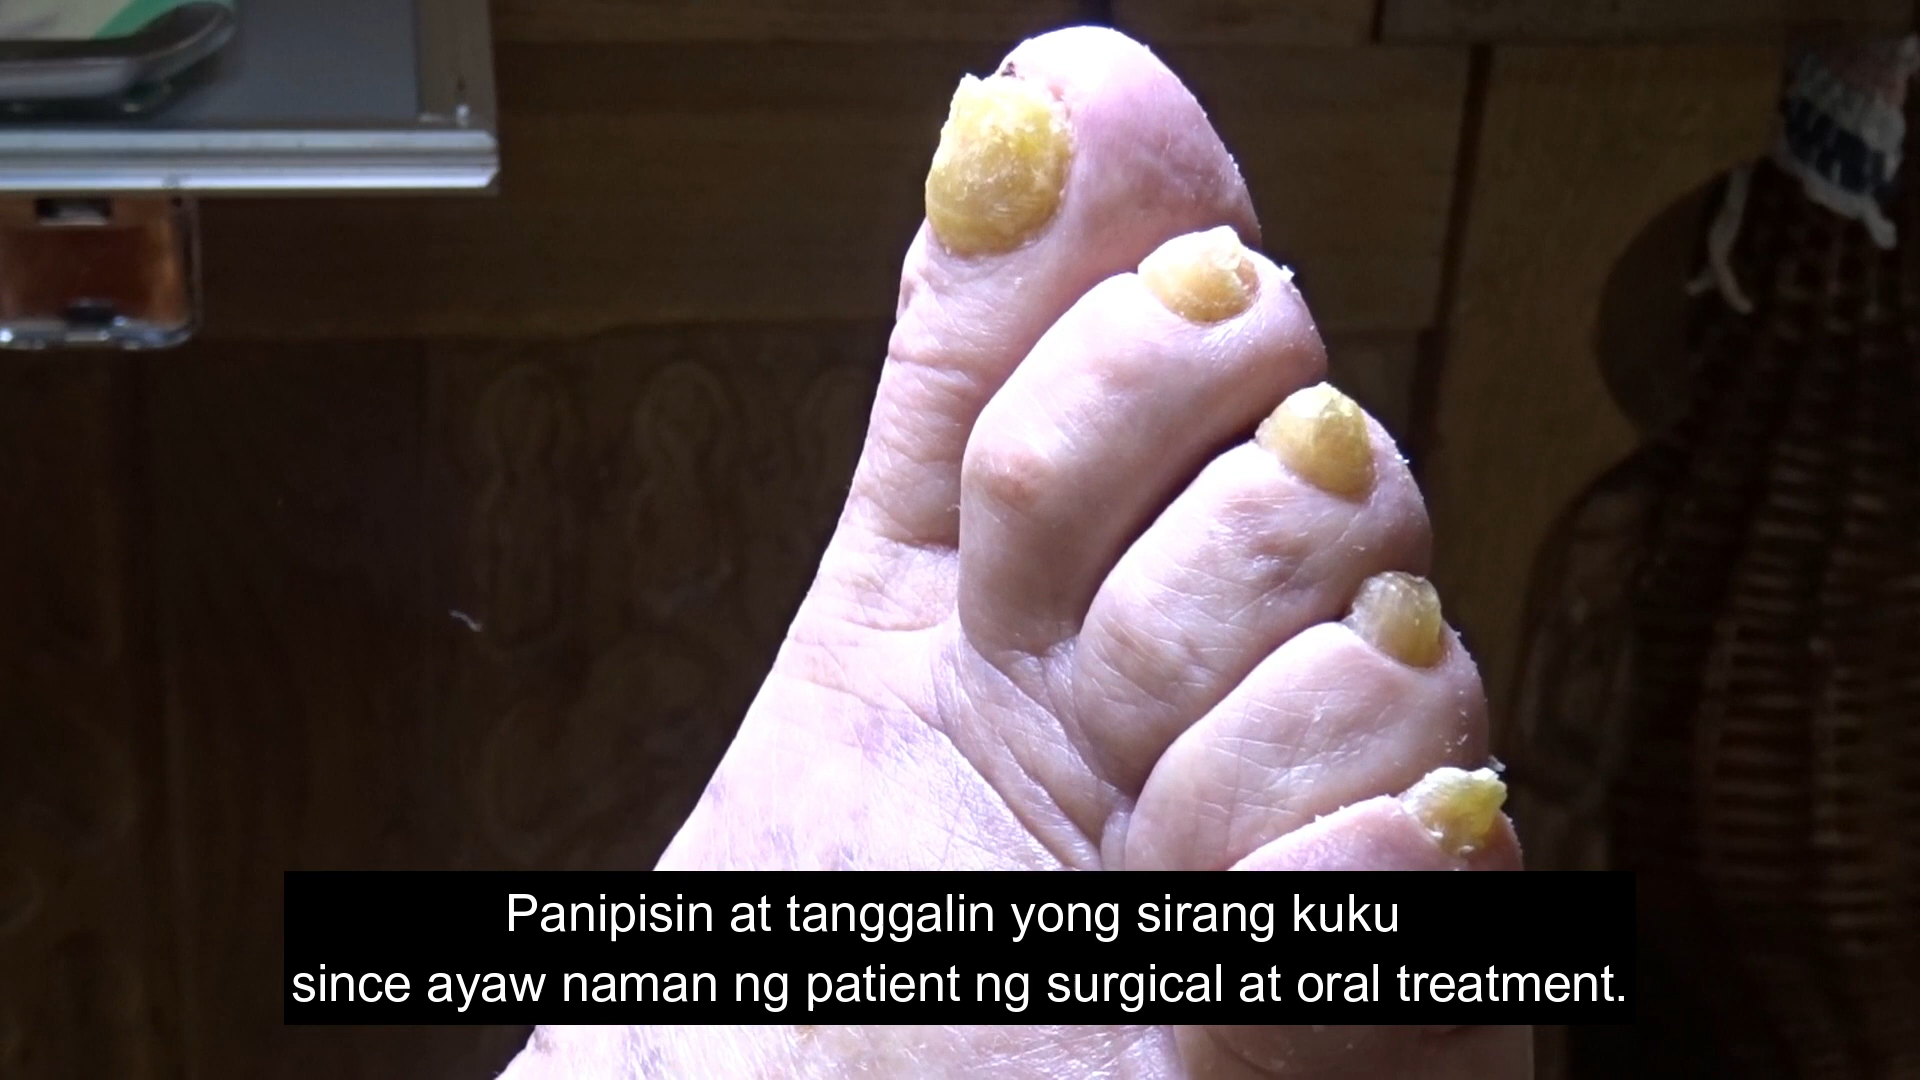 Panipisin at tanggalin yong sirang kuku
since ayaw naman ng patient ng surgical at oral treatment.